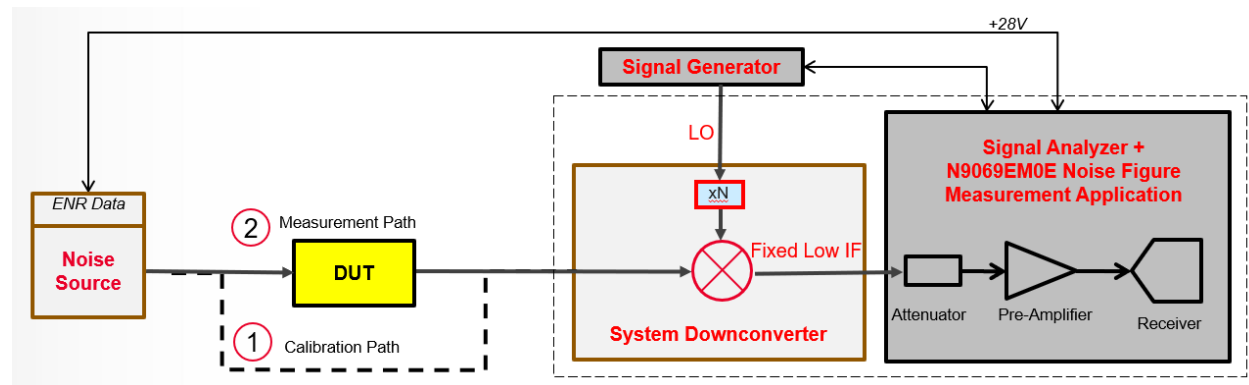 +28V
Signal Generator
LO
ENR Data
Noise
Source
2
Measurement Path
DUT
1
Calibration Path
xN
Fixed Low IF
System Downconverter
Signal Analyzer +
N9069EM0E Noise Figure
Measurement Application
Attenuator
Pre-Amplifier
Receiver